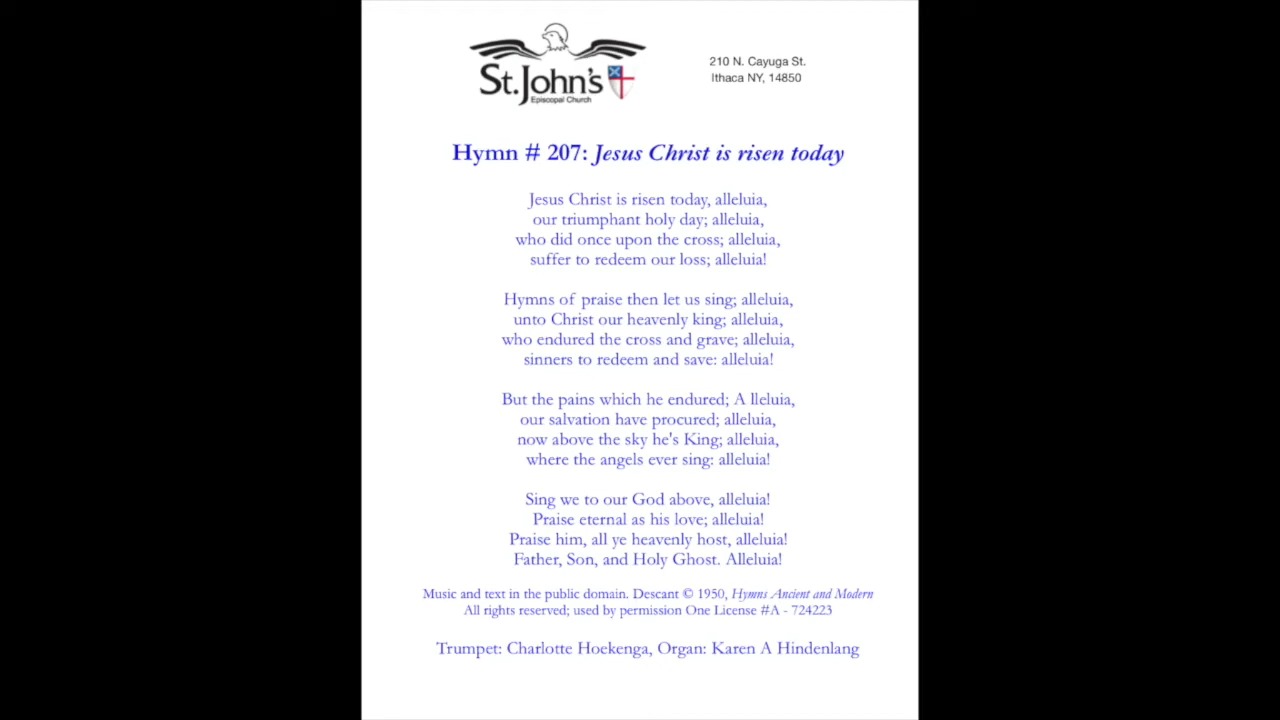 St. John's
Episcopal Church
210 N. Cayuga St.
Ithaca NY, 14850
Hymn # 207: Jesus Christ is risen today
Jesus Christ is risen today, alleluia,
our triumphant holy day; alleluia,
who did once upon the cross; alleluia,
suffer to redeem our loss; alleluia!
Hymns of praise then let us sing; alleluia,
unto Christ our heavenly king; alleluia,
who endured the cross and grave; alleluia,
sinners to redeem and save: alleluia!
But the pains which he endured; A lleluia,
our salvation have procured; alleluia,
now above the sky he's King; alleluia,
where the angels ever sing: alleluia!
Sing we to our God above, alleluia!
Praise eternal as his love; alleluia!
Praise him, all ye heavenly host, alleluia!
Father, Son, and Holy Ghost. Alleluia!
Music and text in the public domain. Descant © 1950, Hymns Ancient and Modern
All rights reserved; used by permission One License #A - 724223
Trumpet: Charlotte Hoekenga, Organ: Karen A Hindenlang